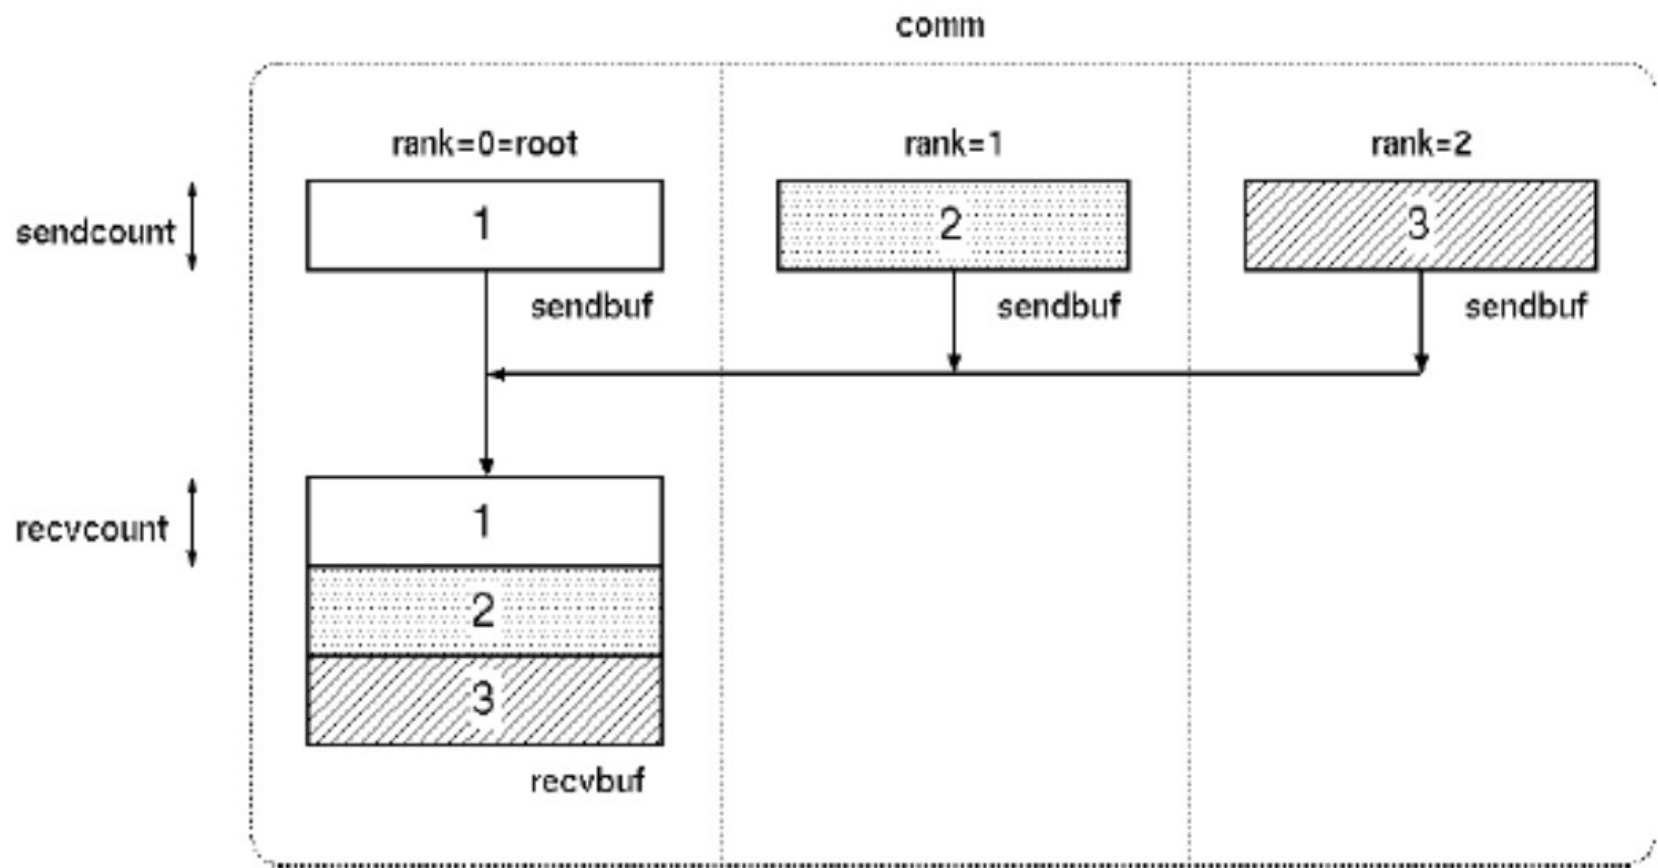 comm
rank=0=root
rank=1
rank=2
sendcount
1
2
3
sendbuf
sendbuf
sendbuf
recvcount
1
2
3
recvbuf